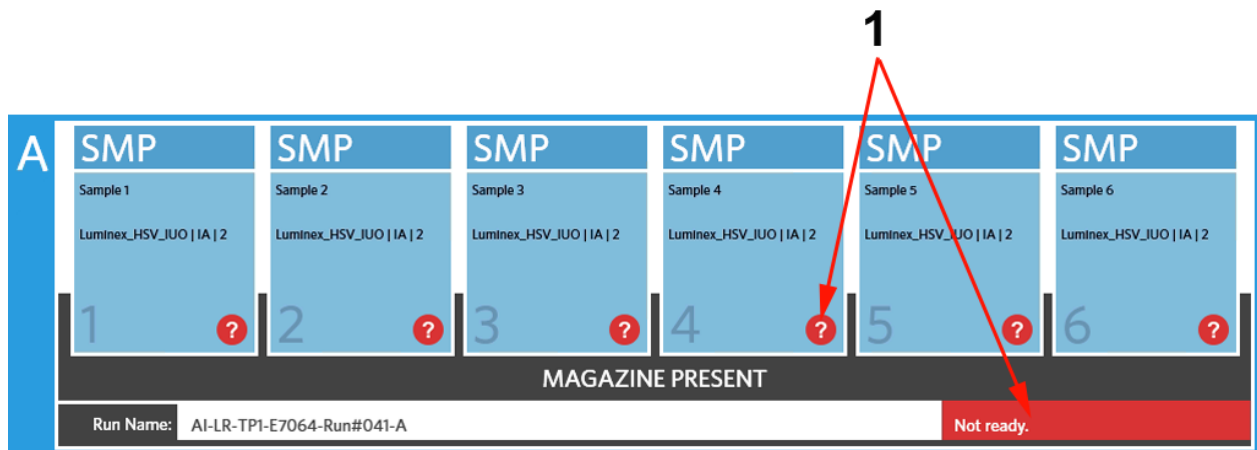 1
A
SMP SMP SMP SMP SMP SMP
Sample 1 Sample 2 Sample 3 Sample 4 Sample 5 Sample 6
Luminex_HSV_IUO | IA | 2 Luminex_HSV_IUO | IA | 2 Luminex_HSV_IUO | IA | 2 Luminex_HSV_IUO | IA | 2 Luminex_HSV_IUO | IA | 2 Luminex_HSV_IUO | IA | 2
1 ? 2 ? 3 ? 4 ? 5 ? 6 ?
MAGAZINE PRESENT
Run Name: AI-LR-TP1-E7064-Run#041-A Not ready.